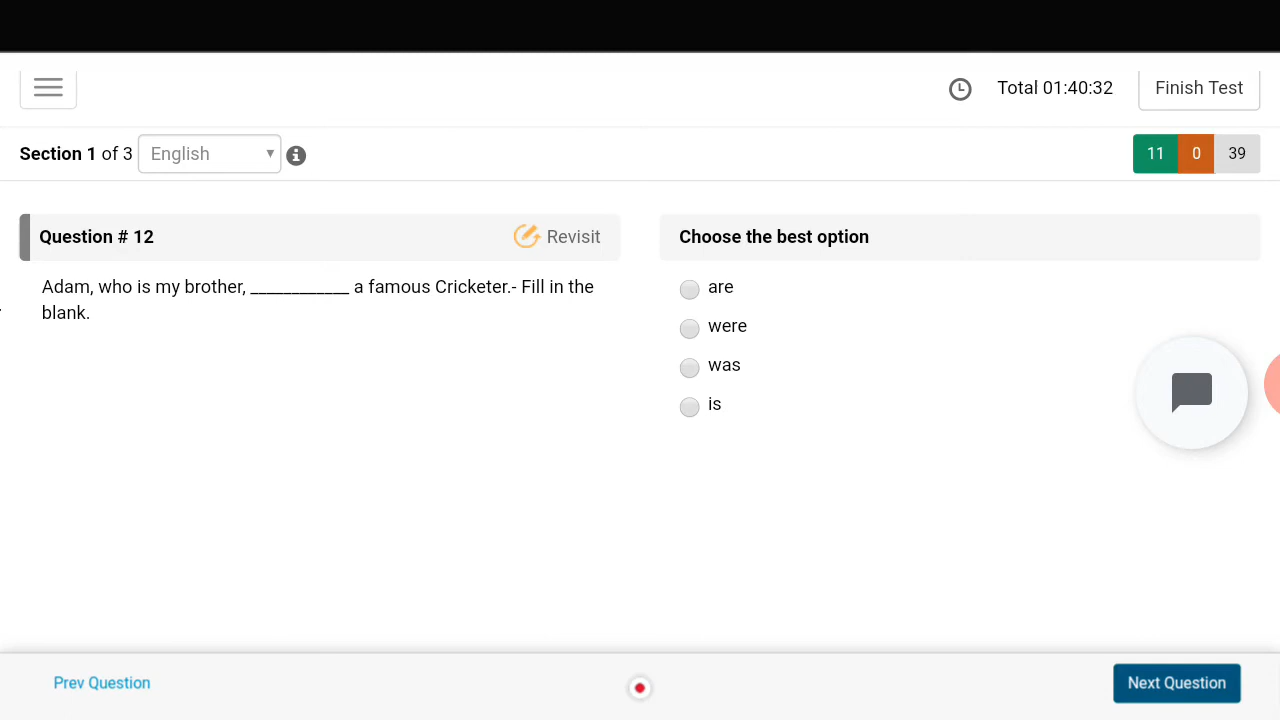 Total 01:40:32
Finish Test
Section 1 of 3
English
11
0
39
Question # 12
Revisit
Adam, who is my brother, ____________ a famous Cricketer.- Fill in the
blank.
Choose the best option
are
were
was
is
Prev Question
Next Question